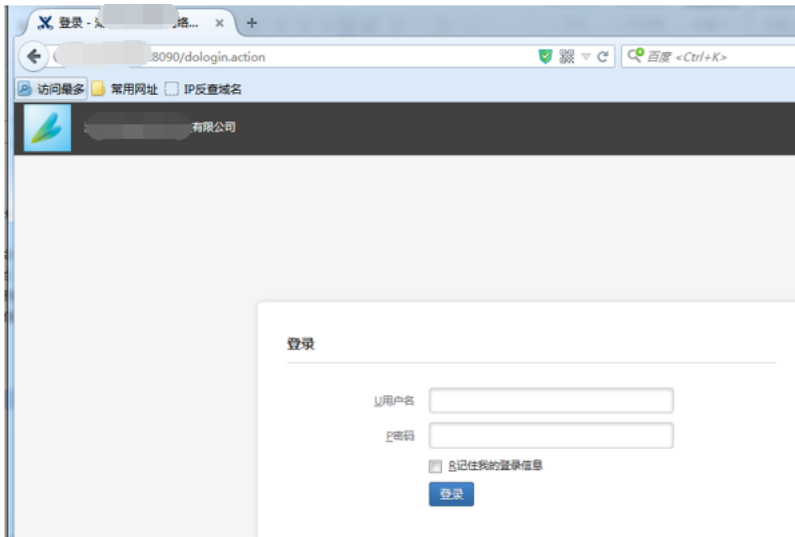 登录 -
络...
:8090/dologin.action
百度 <Ctrl+K>
访问最多 常用网址 IP反查域名
有限公司
登录
U用户名
P密码
R记住我的登录信息
登录